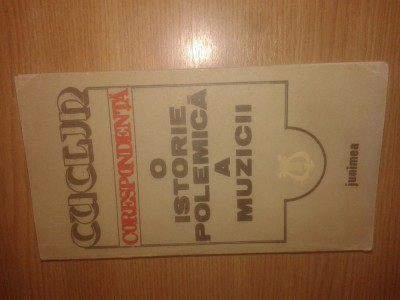 CUCLIN
CORESPONDENȚĂ
O
ISTORIE
POLEMICĂ
A
MUZICII
junimea